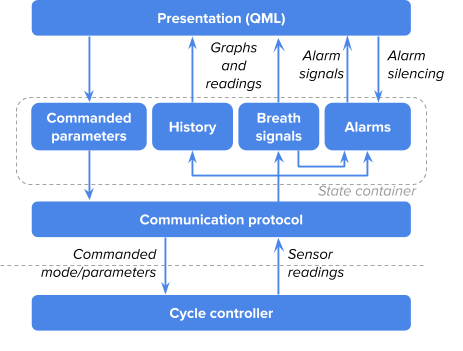 Presentation (QML)
Graphs
and
readings
Alarm
signals
Alarm
silencing
Commanded
parameters
History
Breath
signals
Alarms
State container
Communication protocol
Commanded
mode/parameters
Sensor
readings
Cycle controller